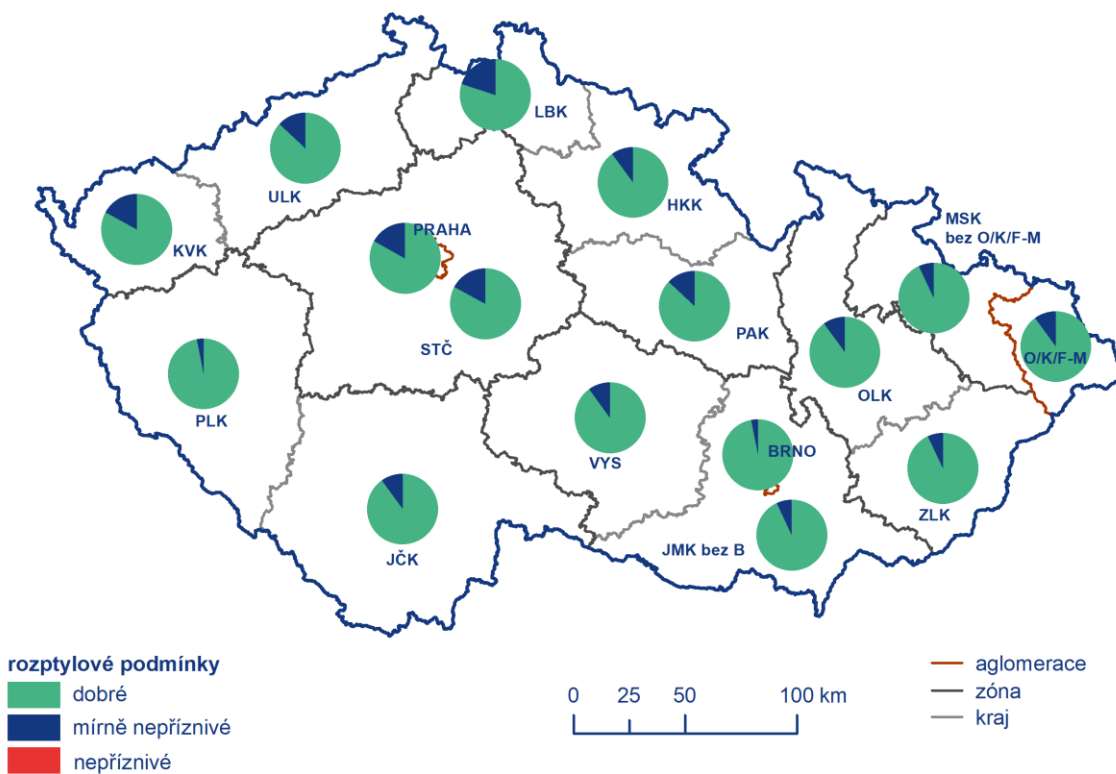 LBK
ULK
HKK
MSK
bez O/K/F-M
PRAHA
KVK
STČ
PAK
O/K/F-M
OLK
PLK
VYS
BRNO
ZLK
JČK
JMK bez B
rozptylové podmínky
dobré
mírně nepříznivé
nepříznivé
0 25 50 100 km
aglomerace
zóna
kraj